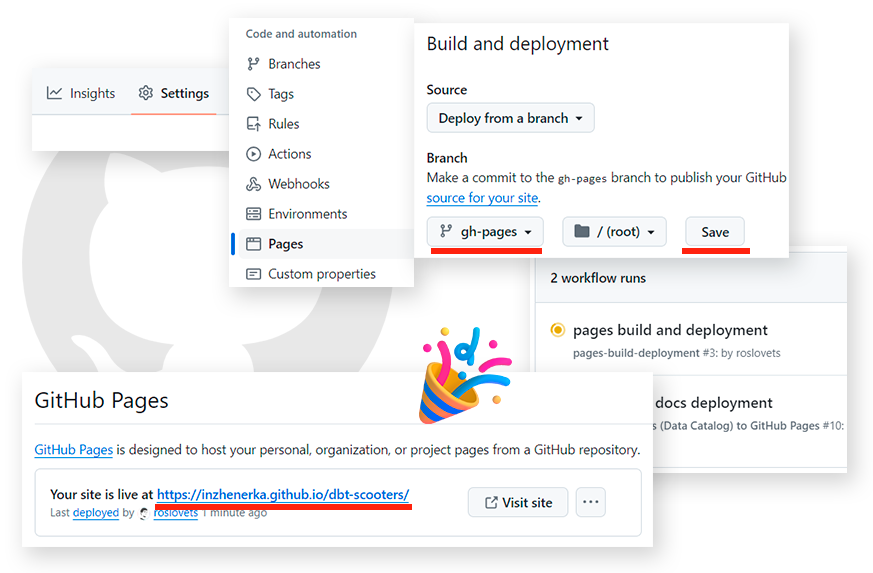 Insights
Settings
Code and automation
Branches
Tags
Rules
Actions
Webhooks
Environments
Pages
Custom properties
Build and deployment
Source
Deploy from a branch
Branch
Make a commit to the gh-pages branch to publish your GitHub
source for your site.
gh-pages
/ (root)
Save
2 workflow runs
pages build and deployment
pages-build-deployment #3: by roslovets
docs deployment
(Data Catalog) to GitHub Pages #10:
GitHub Pages
GitHub Pages is designed to host your personal, organization, or project pages from a GitHub repository.
Your site is live at https://inzhenerka.github.io/dbt-scooters/
Last deployed by roslovets 1 minute ago
Visit site